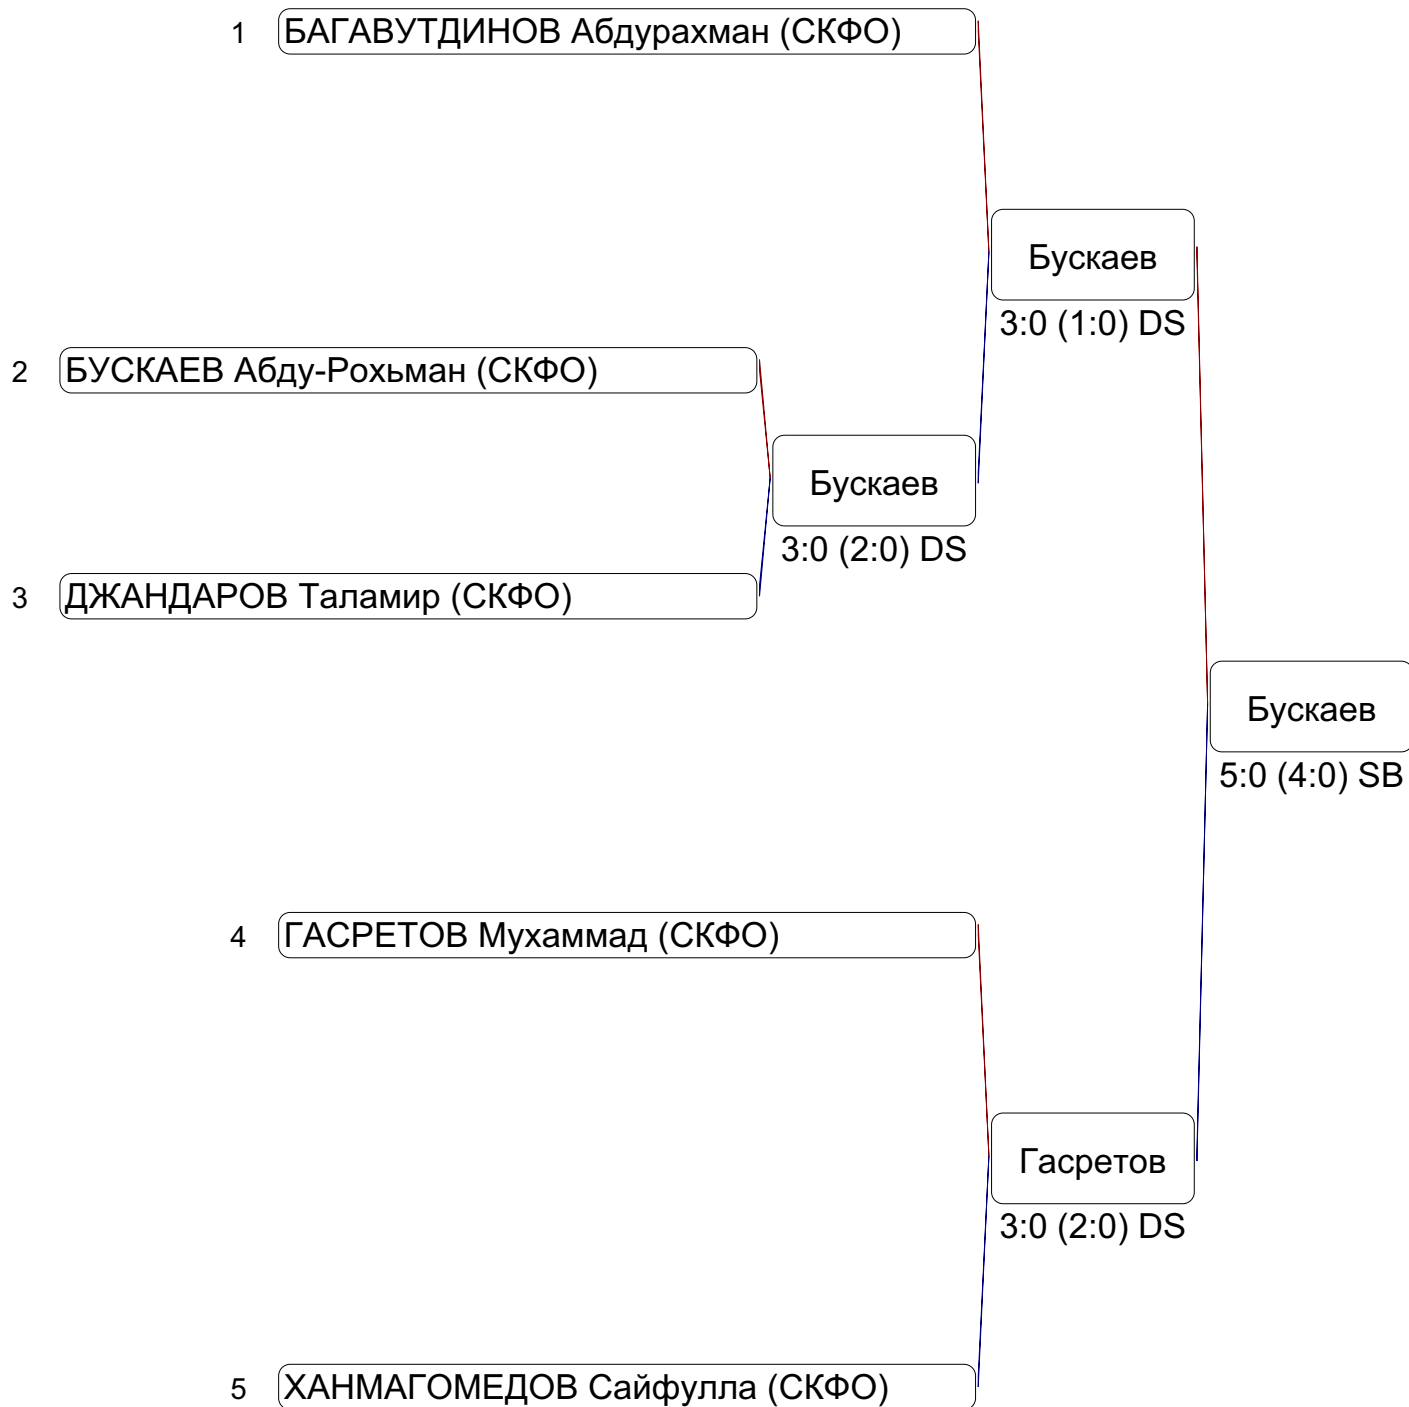 1 БАГАВУТДИНОВ Абдурахман (СКФО)
Бускаев
3:0 (1:0) DS
2 БУСКАЕВ Абду-Рохьман (СКФО)
Бускаев
3:0 (2:0) DS
3 ДЖАНДАРОВ Таламир (СКФО)
Бускаев
5:0 (4:0) SB
4 ГАСРЕТОВ Мухаммад (СКФО)
Гасретов
3:0 (2:0) DS
5 ХАНМАГОМЕДОВ Сайфулла (СКФО)